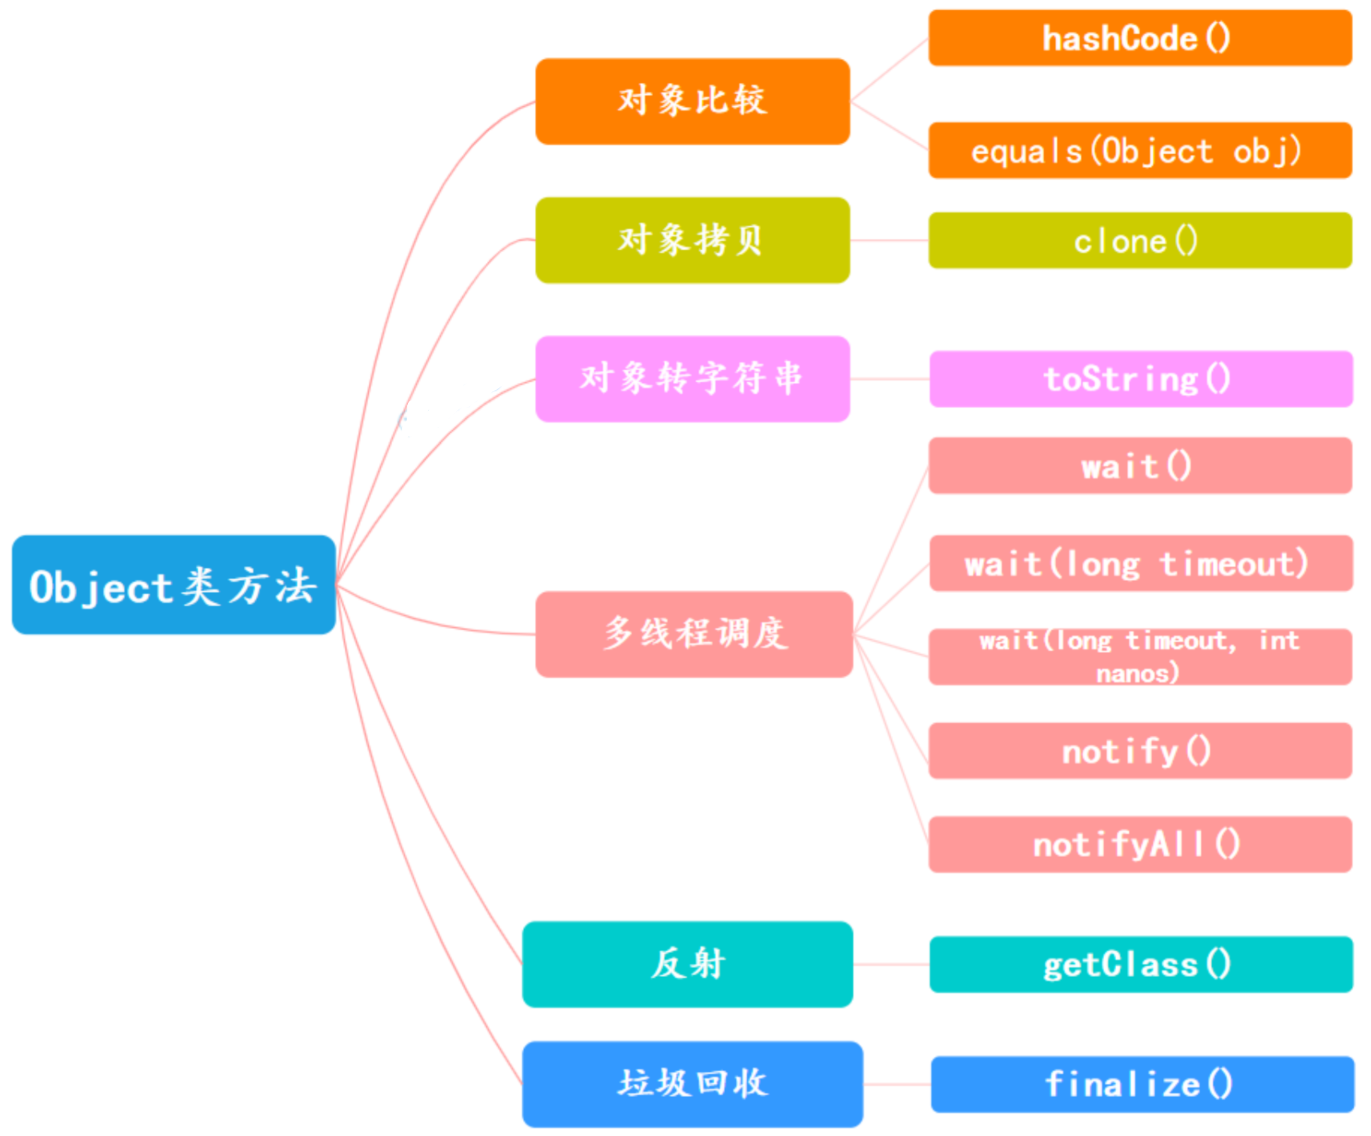 Object类方法
对象比较
hashCode()
equals(Object obj)
对象拷贝
clone()
对象转字符串
toString()
多线程调度
wait()
wait(long timeout)
wait(long timeout, int
nanos)
notify()
notifyAll()
反射
getClass()
垃圾回收
finalize()